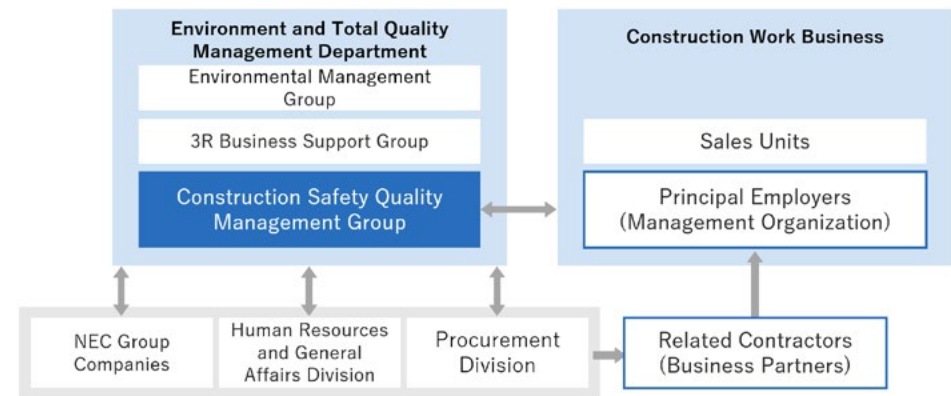 Environment and Total Quality
Management Department
Environmental Management
Group
3R Business Support Group
Construction Safety Quality
Management Group
Construction Work Business
Sales Units
Principal Employers
(Management Organization)
NEC Group
Companies
Human Resources
and General
Affairs Division
Procurement
Division
Related Contractors
(Business Partners)